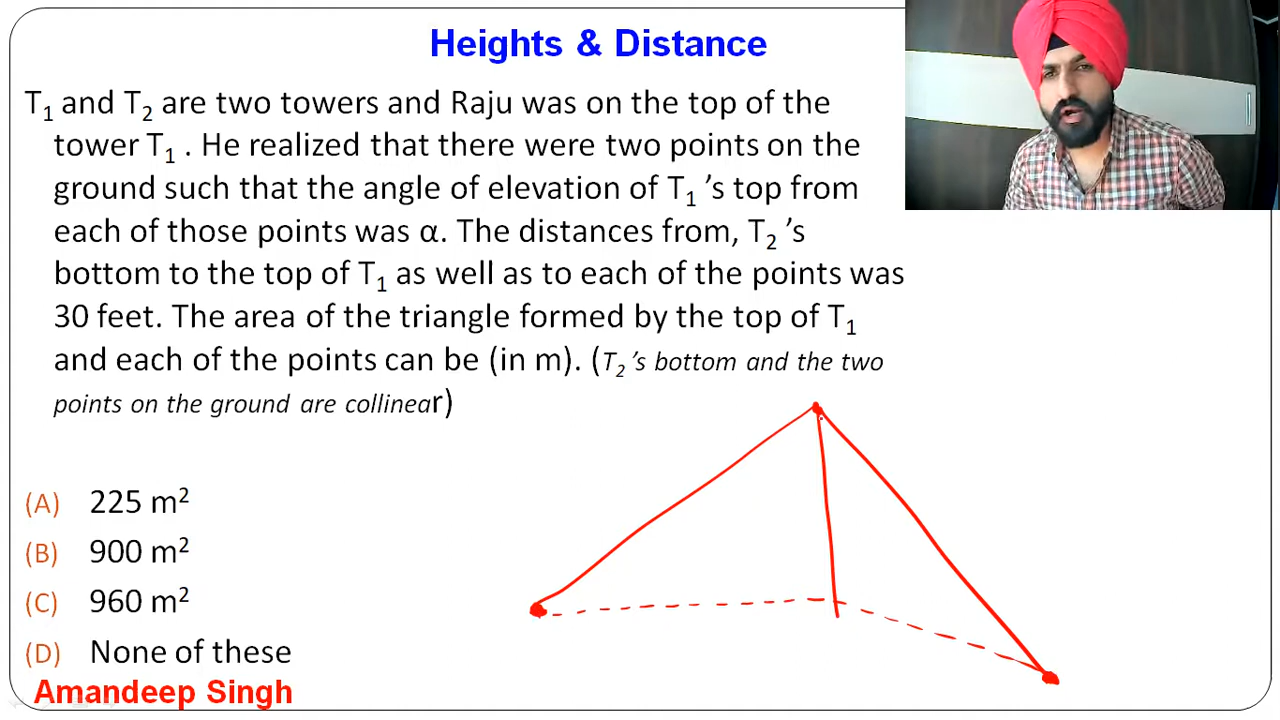 Heights & Distance
T₁ and T₂ are two towers and Raju was on the top of the
tower T₁ . He realized that there were two points on the
ground such that the angle of elevation of T₁ ’s top from
each of those points was α. The distances from, T₂ ’s
bottom to the top of T₁ as well as to each of the points was
30 feet. The area of the triangle formed by the top of T₁
and each of the points can be (in m). (T₂ ’s bottom and the two
points on the ground are collinear)
(A) 225 m²
(B) 900 m²
(C) 960 m²
(D) None of these
Amandeep Singh